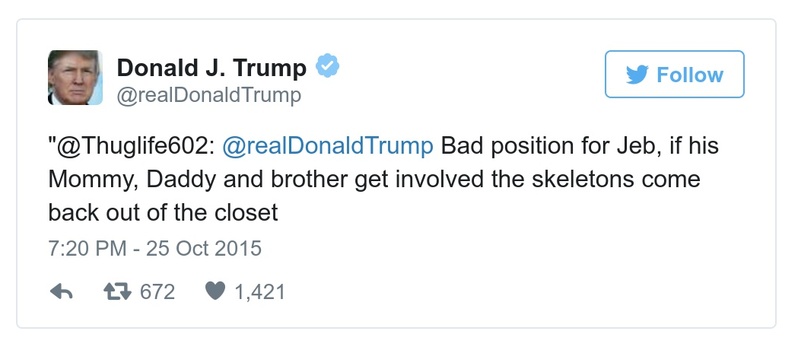 Donald J. Trump
@realDonaldTrump
Follow
"@Thuglife602: @realDonaldTrump Bad position for Jeb, if his
Mommy, Daddy and brother get involved the skeletons come
back out of the closet
7:20 PM - 25 Oct 2015
672 1,421